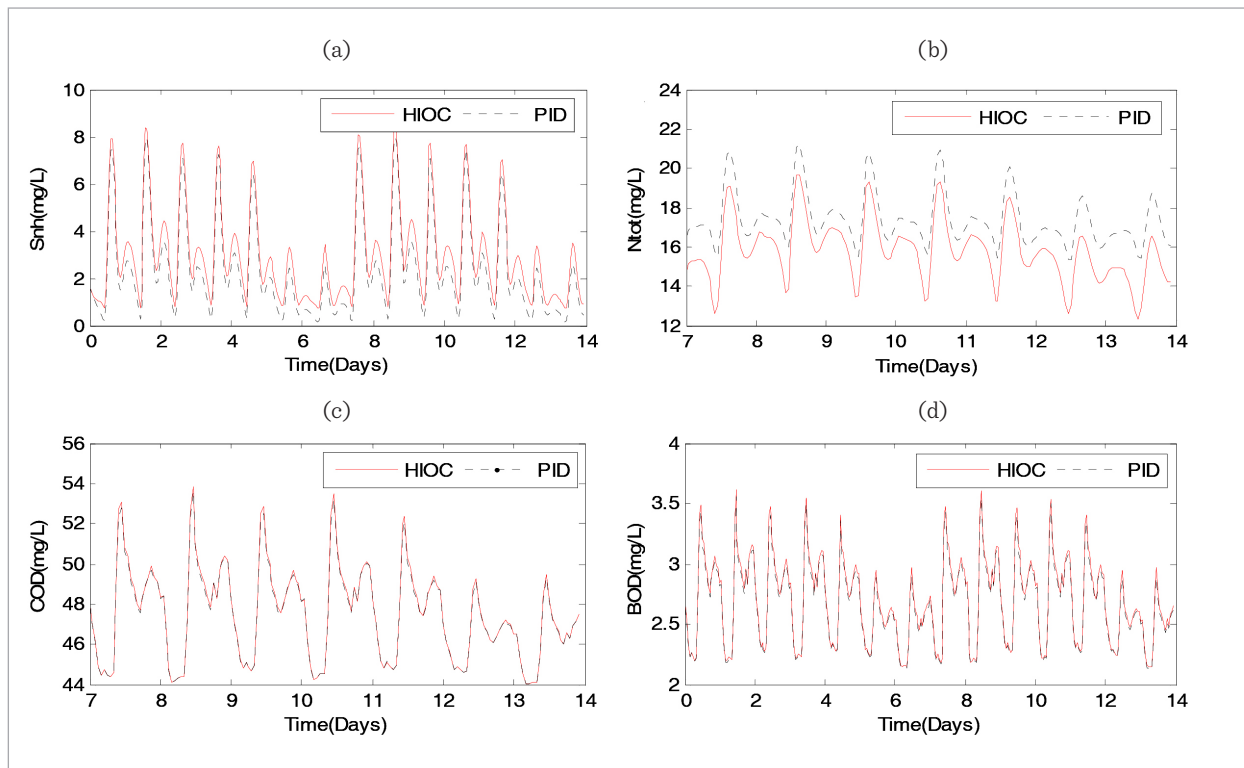 (a)
Snh(mg/L)
10
8
6
4
2
0
HIOC PID
0 2 4 6 8 10 12 14
Time(Days)
(b)
Ntot(mg/L)
24
22
20
18
16
14
12
HIOC PID
7 8 9 10 11 12 13 14
Time(Days)
(c)
COD(mg/L)
56
54
52
50
48
46
44
HIOC PID
7 8 9 10 11 12 13 14
Time(Days)
(d)
BOD(mg/L)
4
3.5
3
2.5
2
HIOC PID
0 2 4 6 8 10 12 14
Time(Days)